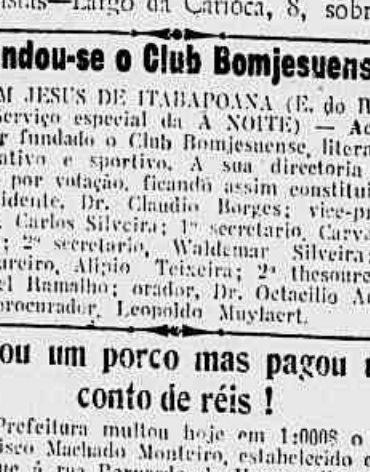 istas—Largo da Carioca, 8, sobr
ndou-se o Club Bomjesuens
M JESUS DE ITABAPOANA (E. do R
Serviço especial da A NOITE) — Ac
r fundado o Club Bomjesuense, litera
ativo e sportivo. A sua directoria
por votação, ficando assim constitui
idente, Dr. Claudio Borges; vice-pr
Carlos Silveira; 1º secretario, Carva
; 2º secretario, Waldemar Silveira;
ureiro, Alipio Teixeira; 2º thesoure
el Ramalho; orador, Dr. Octacilio A
procurador, Leopoldo Muylaert.
ou um porco mas pagou
conto de réis !
Prefeitura multou hoje em 1:000$ o
isco Machado Monteiro, estabelecido
á rua